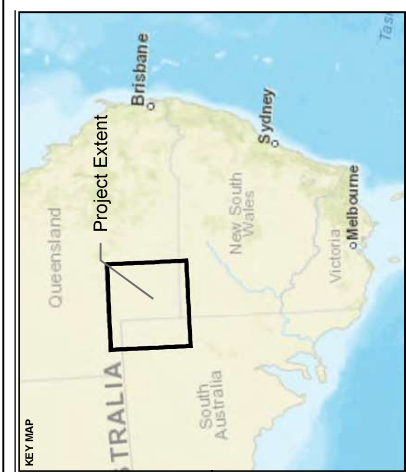 KEY MAP
Queensland
Brisbane
Project Extent
STRALIA
South
Australia
New South
Wales
Sydney
Victoria
Melbourne
Tas